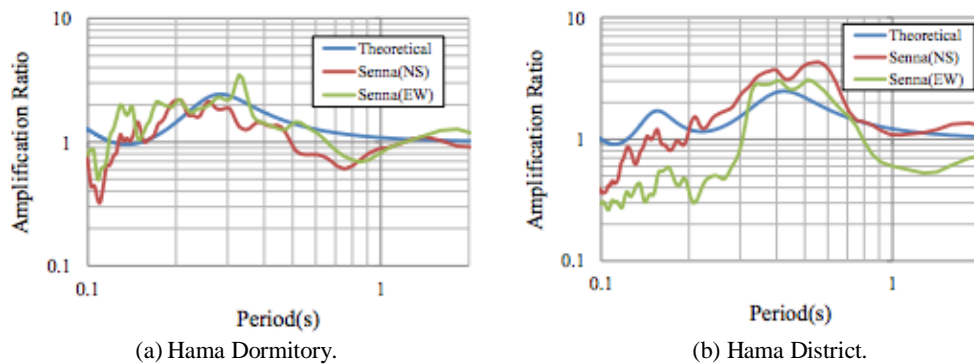 10
Theoretical
Senna(NS)
Senna(EW)
Amplification Ratio
1
0.1
0.1
1
Period(s)
(a) Hama Dormitory.
10
Theoretical
Senna(NS)
Senna(EW)
Amplification Ratio
1
0.1
0.1
1
Period(s)
(b) Hama District.